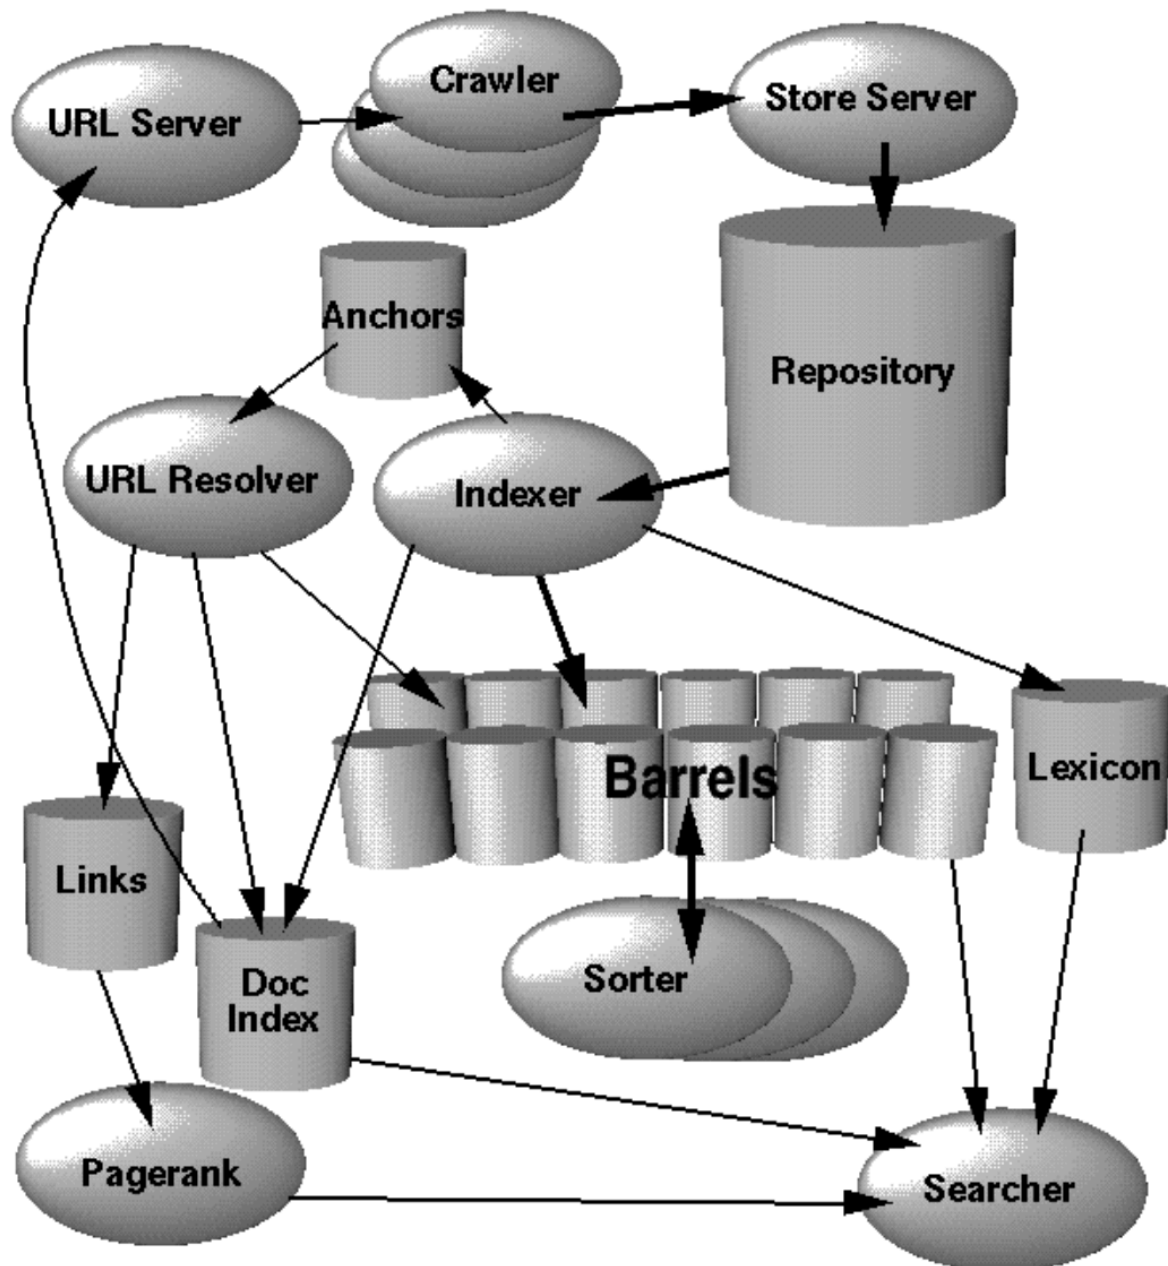 Crawler
URL Server
Store Server
Anchors
Repository
URL Resolver
Indexer
Barrels
Lexicon
Links
Doc
Index
Sorter
Pagerank
Searcher